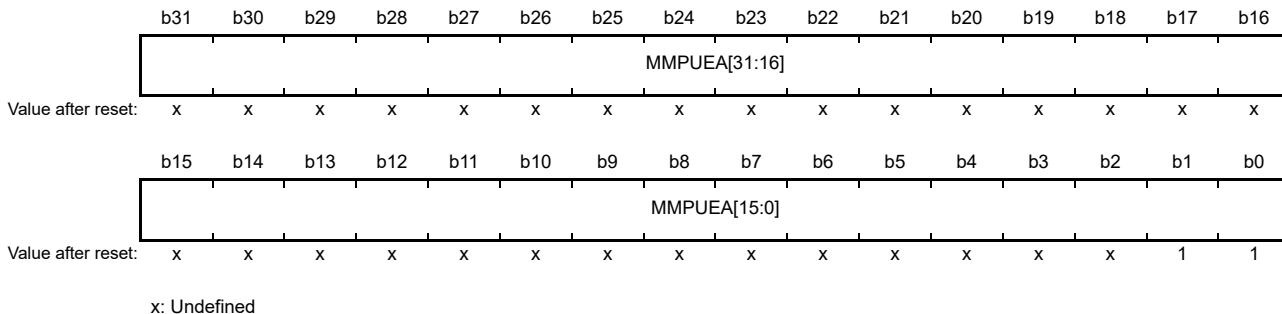 b31 b30 b29 b28 b27 b26 b25 b24 b23 b22 b21 b20 b19 b18 b17 b16
MMPUEA[31:16]
Value after reset: x x x x x x x x x x x x x x x x
b15 b14 b13 b12 b11 b10 b9 b8 b7 b6 b5 b4 b3 b2 b1 b0
MMPUEA[15:0]
Value after reset: x x x x x x x x x x x x x x 1 1
x: Undefined